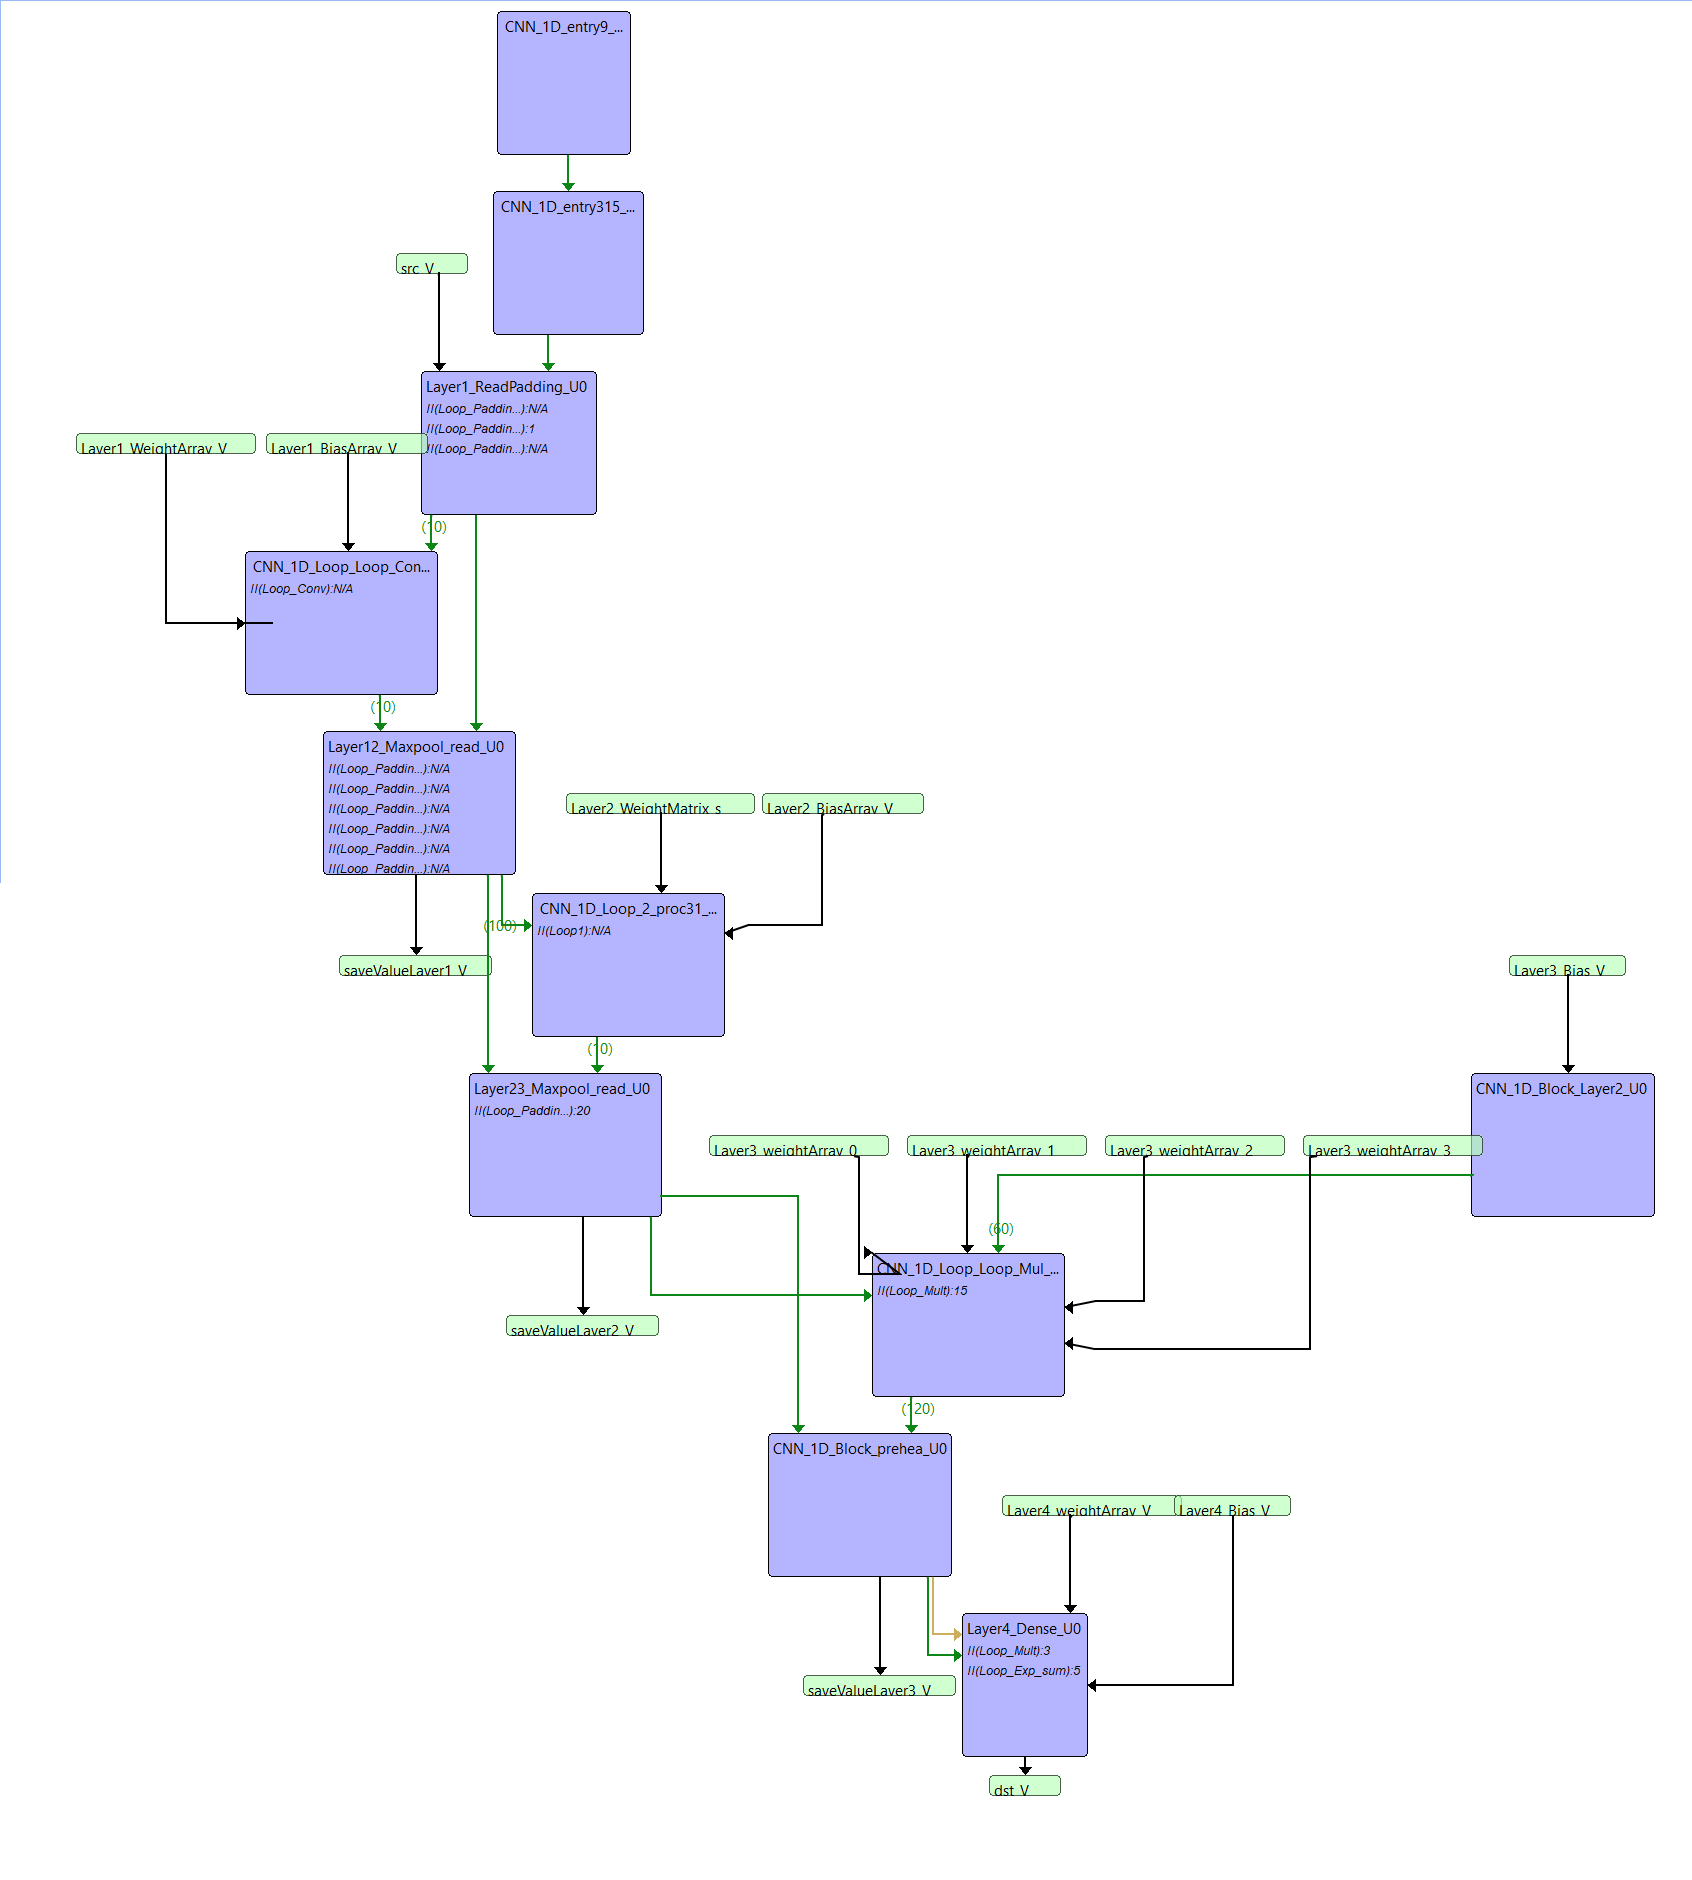 CNN_1D_entry9_...
CNN_1D_entry315_...
src_V
Layer1_ReadPadding_U0
II(Loop_Paddin...):N/A
II(Loop_Paddin...):1
II(Loop_Paddin...):N/A
Layer1_WeightArray_V
Layer1_BiasArray_V
(10)
CNN_1D_Loop_Loop_Con...
II(Loop_Conv):N/A
(10)
Layer12_Maxpool_read_U0
II(Loop_Paddin...):N/A
II(Loop_Paddin...):N/A
II(Loop_Paddin...):N/A
II(Loop_Paddin...):N/A
II(Loop_Paddin...):N/A
II(Loop_Paddin...):N/A
Layer2_WeightMatrix_s
Layer2_BiasArray_V
(100)
CNN_1D_Loop_2_proc31_...
II(Loop1):N/A
saveValueLayer1_V
Layer3_Bias_V
(10)
Layer23_Maxpool_read_U0
II(Loop_Paddin...):20
CNN_1D_Block_Layer2_U0
Layer3_weightArray_0
Layer3_weightArray_1
Layer3_weightArray_2
Layer3_weightArray_3
(60)
CNN_1D_Loop_Loop_Mul_...
II(Loop_Mult):15
saveValueLayer2_V
(120)
CNN_1D_Block_prehea_U0
Layer4_weightArray_V
Layer4_Bias_V
Layer4_Dense_U0
II(Loop_Mult):3
II(Loop_Exp_sum):5
saveValueLayer3_V
dst_V